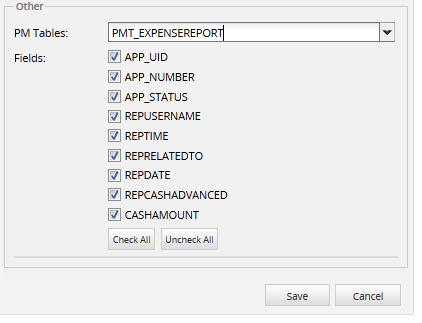 Other
PM Tables: PMT_EXPENSEREPORT
Fields: APP_UID
APP_NUMBER
APP_STATUS
REPUSERNAME
REPTIME
REPRELATEDTO
REPDATE
REPCASHADVANCED
CASHAMOUNT
Check All Uncheck All
Save Cancel